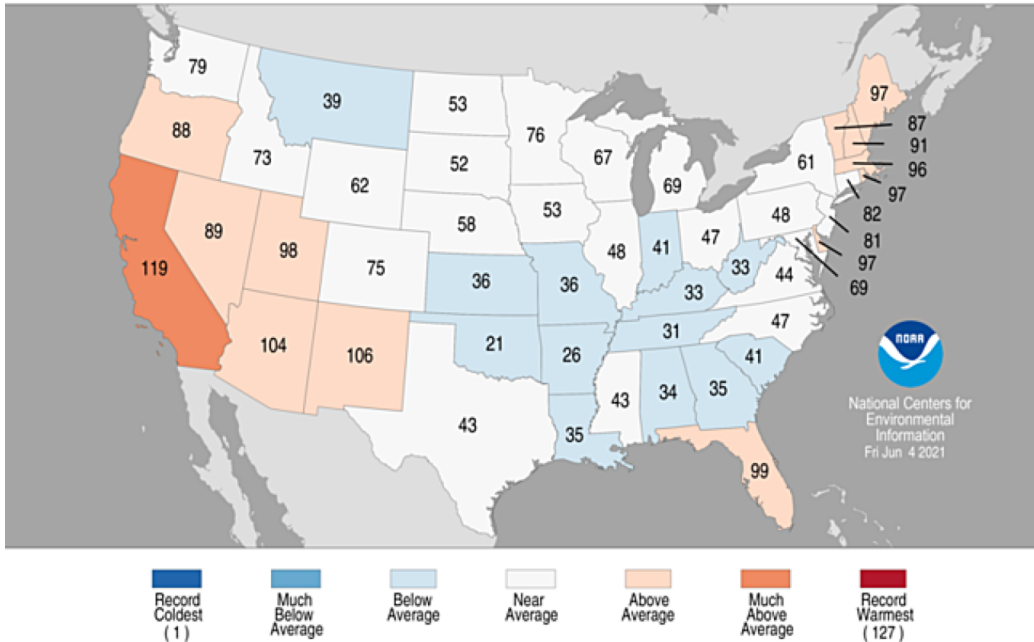 79
39
53
76
97
88
73
52
67
61
87
91
96
97
82
81
97
69
62
69
58
53
48
89
98
75
48
41
47
33
44
119
36
36
33
47
104
106
21
26
31
41
43
35
43
34
35
99
NOAA
National Centers for
Environmental
Information
Fri Jun 4 2021
Record
Coldest
( 1 )
Much
Below
Average
Below
Average
Near
Average
Above
Average
Much
Above
Average
Record
Warmest
( 127 )